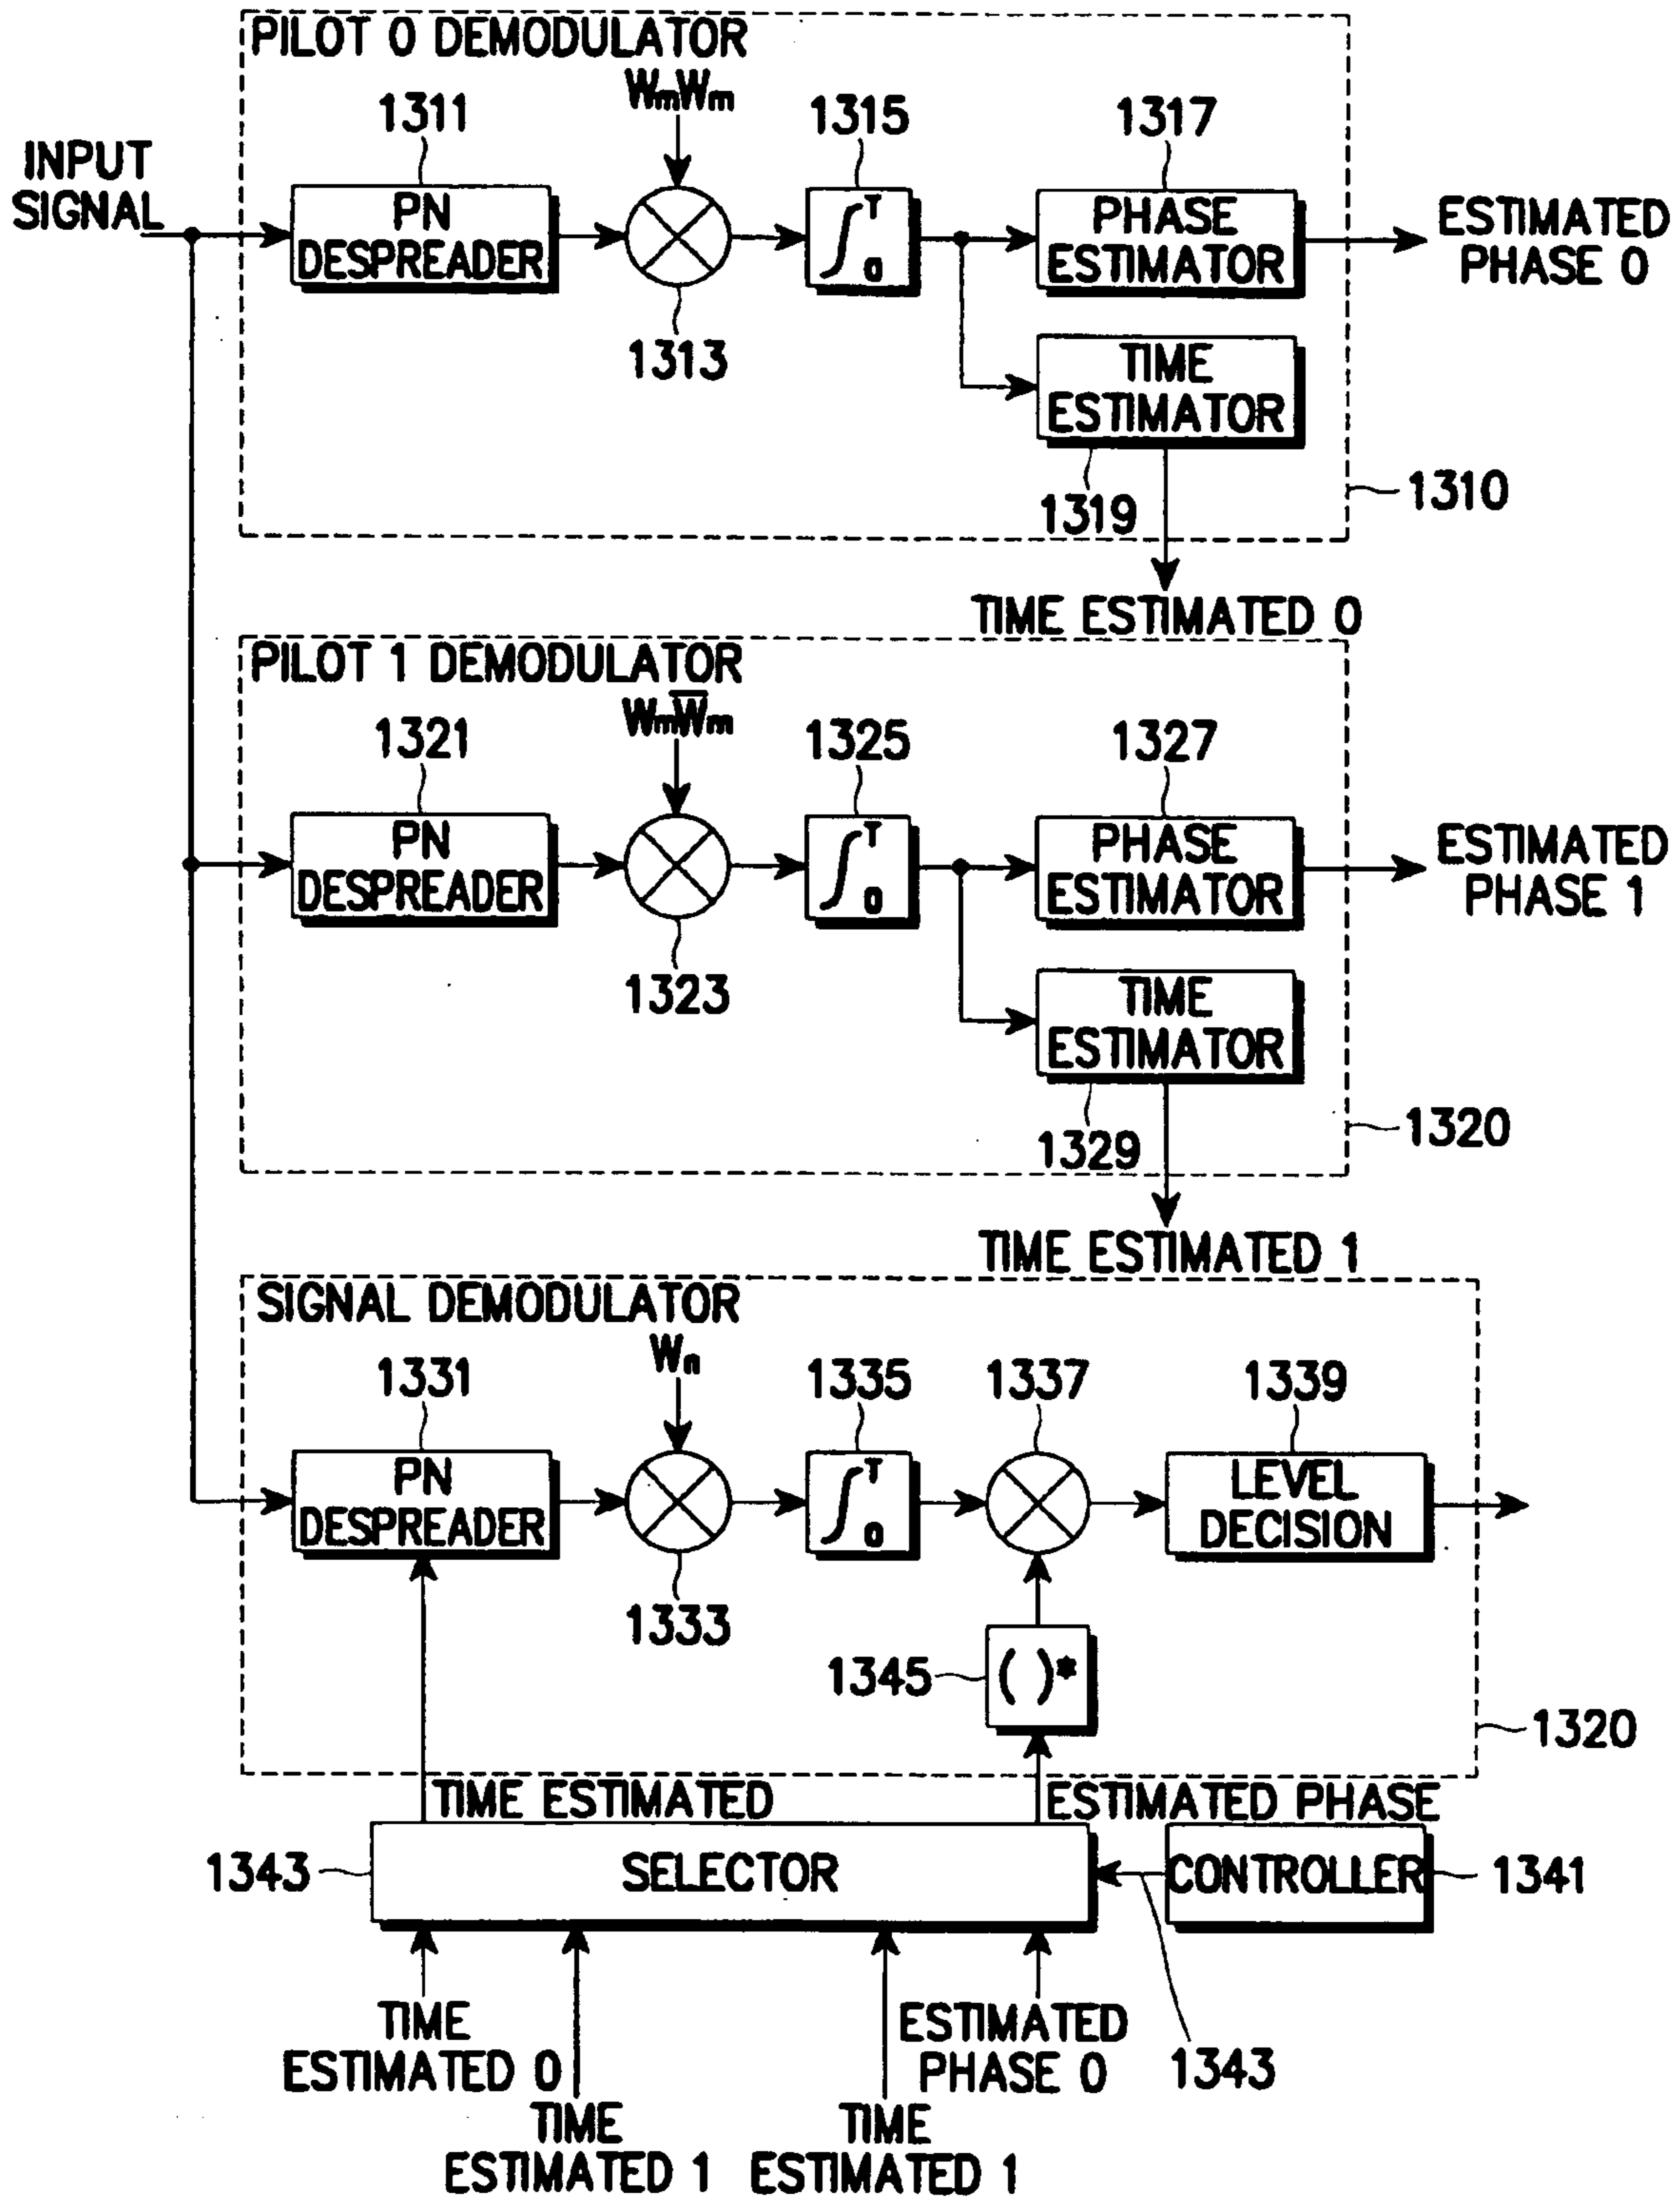 PILOT 0 DEMODULATOR
WmWm
1311
1315
1317
INPUT
SIGNAL
PN
DESPREADER
∫T0
PHASE
ESTIMATOR
ESTIMATED
PHASE 0
1313
TIME
ESTIMATOR
1319
1310
TIME ESTIMATED 0
PILOT 1 DEMODULATOR
WmW̅m
1321
1325
1327
PN
DESPREADER
∫T0
PHASE
ESTIMATOR
ESTIMATED
PHASE 1
1323
TIME
ESTIMATOR
1329
1320
TIME ESTIMATED 1
SIGNAL DEMODULATOR
Wn
1331
1335
1337
1339
PN
DESPREADER
∫T0
LEVEL
DECISION
1333
1345
( )*
1320
TIME ESTIMATED
ESTIMATED PHASE
1343
SELECTOR
CONTROLLER
1341
TIME
ESTIMATED 0
ESTIMATED
PHASE 0
1343
TIME
ESTIMATED 1
TIME
ESTIMATED 1